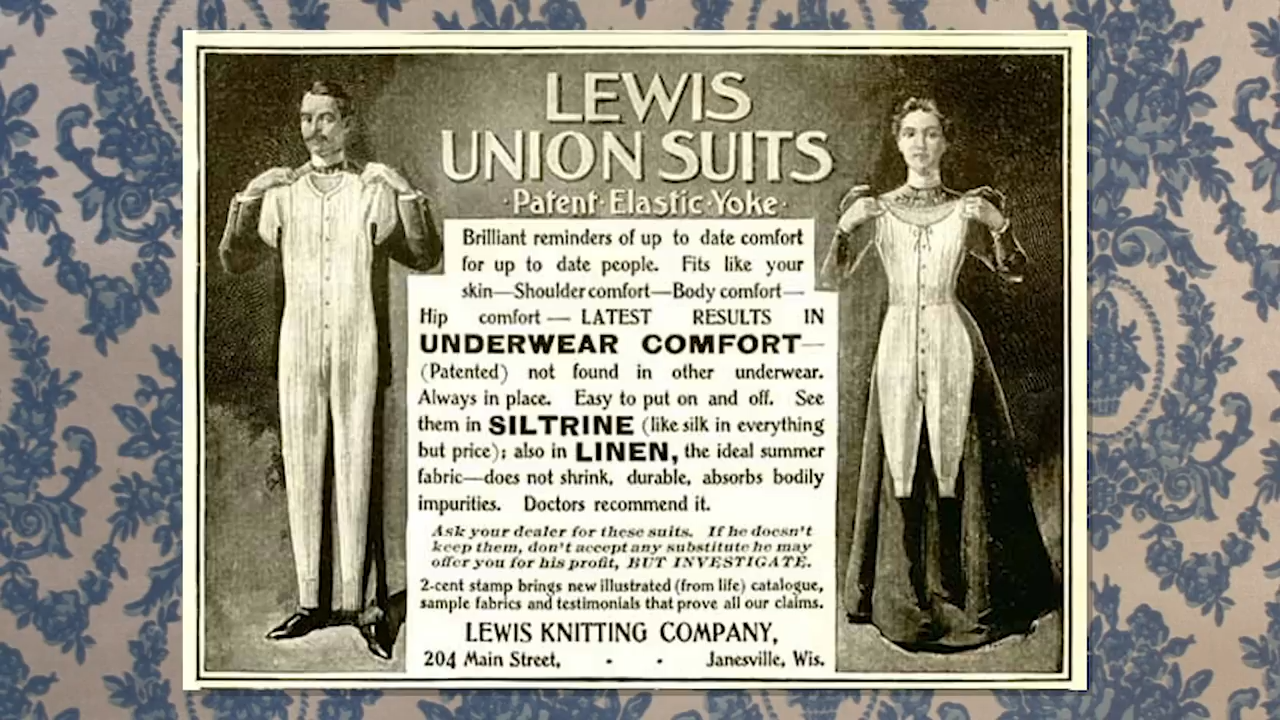 LEWIS
UNION SUITS
·Patent·Elastic·Yoke·
Brilliant reminders of up to date comfort
for up to date people. Fits like your
skin—Shoulder comfort—Body comfort—
Hip comfort — LATEST RESULTS IN
UNDERWEAR COMFORT—
(Patented) not found in other underwear.
Always in place. Easy to put on and off. See
them in SILTRINE (like silk in everything
but price); also in LINEN, the ideal summer
fabric—does not shrink, durable, absorbs bodily
impurities. Doctors recommend it.
Ask your dealer for these suits. If he doesn't
keep them, don't accept any substitute he may
offer you for his profit, BUT INVESTIGATE.
2-cent stamp brings new illustrated (from life) catalogue,
sample fabrics and testimonials that prove all our claims.
LEWIS KNITTING COMPANY,
204 Main Street, · · Janesville, Wis.